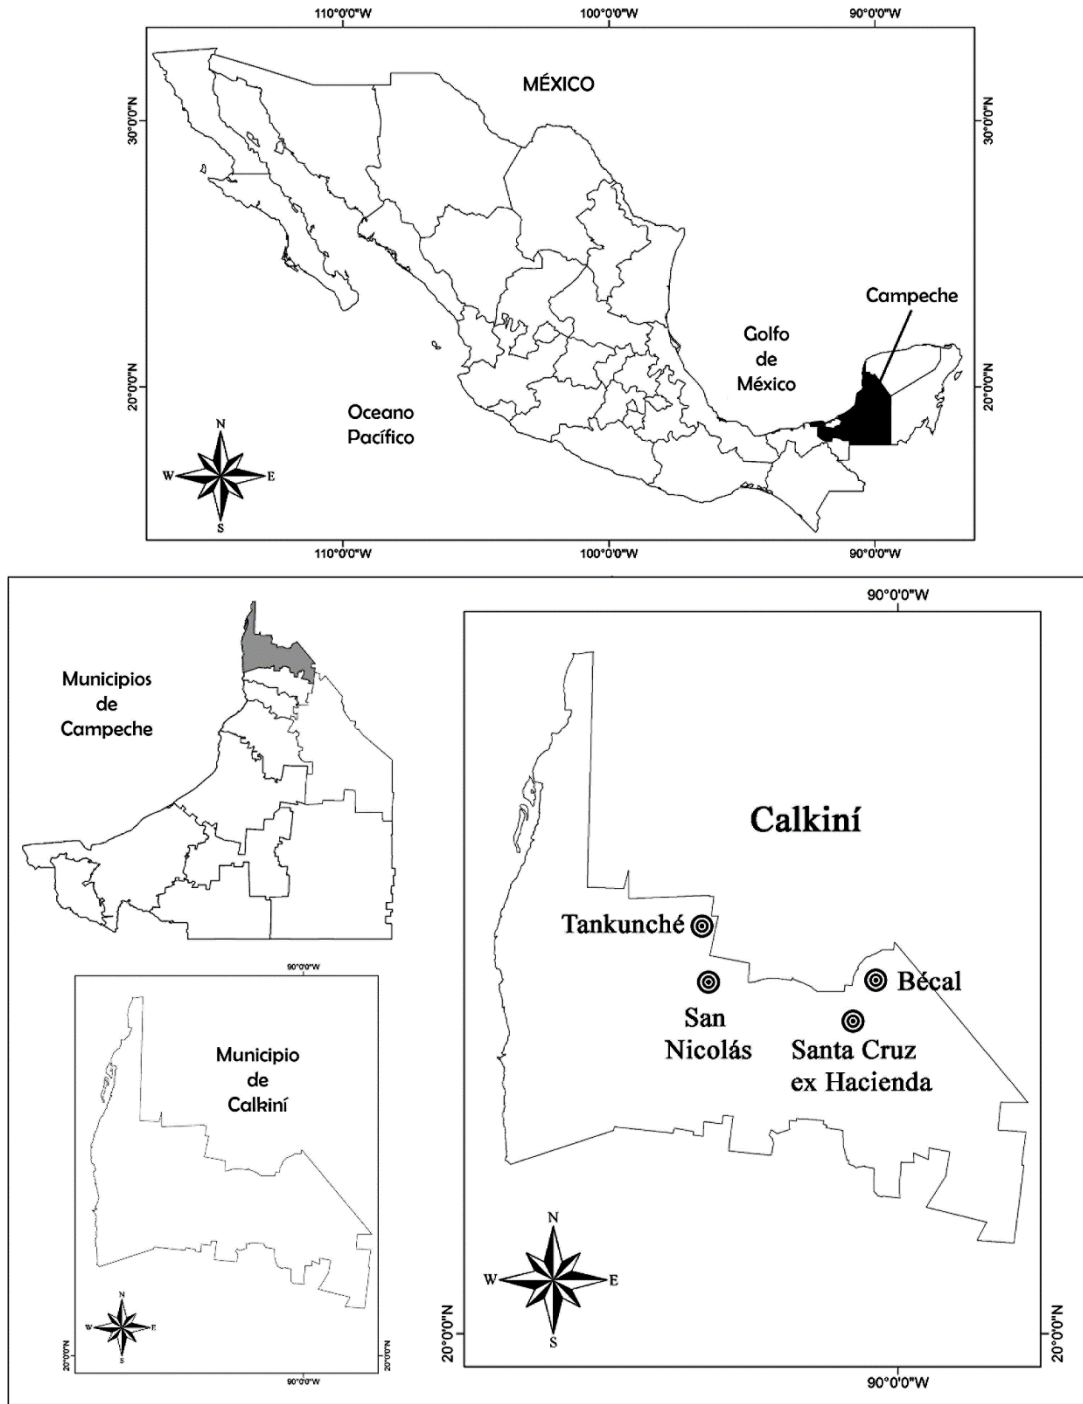 110°0'0"W 100°0'0"W 90°0'0"W
MÉXICO
30°0'0"N 30°0'0"N
Campeche
Golfo
de
México
20°0'0"N 20°0'0"N
Oceano
Pacífico
N
W E
S
110°0'0"W 100°0'0"W 90°0'0"W
Municipios
de
Campeche
90°0'0"W
Municipio
de
Calkiní
N
W E
S
20°0'0"N 20°0'0"N
90°0'0"W
90°0'0"W
Calkiní
Tankunché
Bécal
San
Nicolás
Santa Cruz
ex Hacienda
N
W E
S
20°0'0"N 20°0'0"N
90°0'0"W